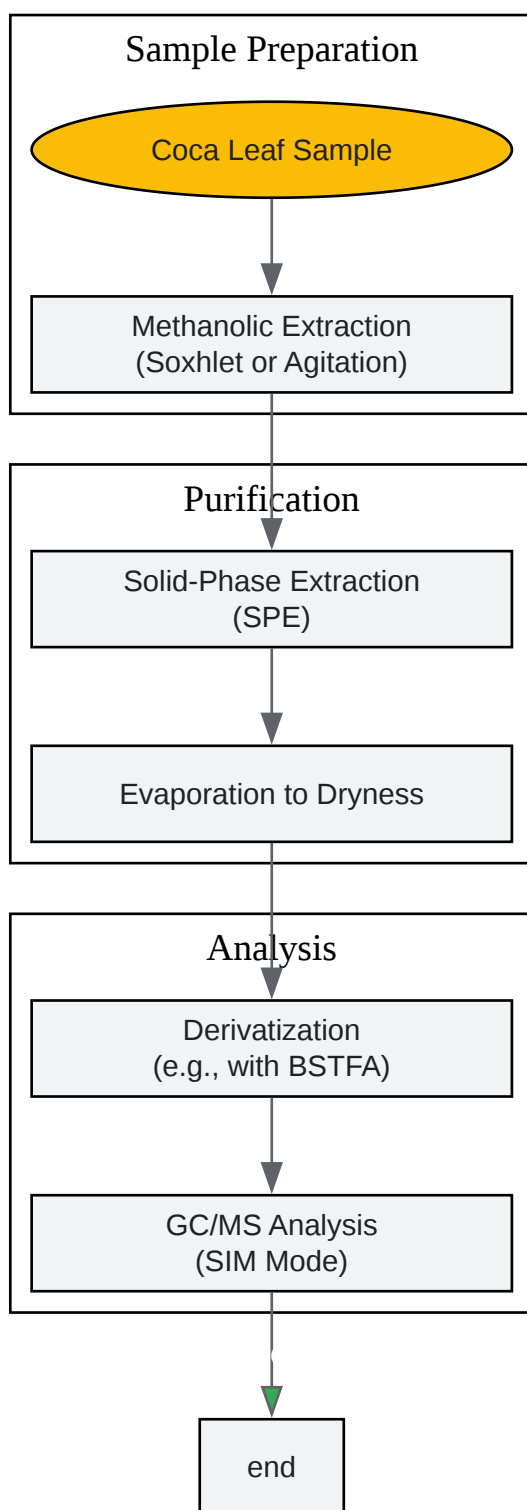 Sample Preparation
Coca Leaf Sample
Methanolic Extraction
(Soxhlet or Agitation)
Purification
Solid-Phase Extraction
(SPE)
Evaporation to Dryness
Analysis
Derivatization
(e.g., with BSTFA)
GC/MS Analysis
(SIM Mode)
end